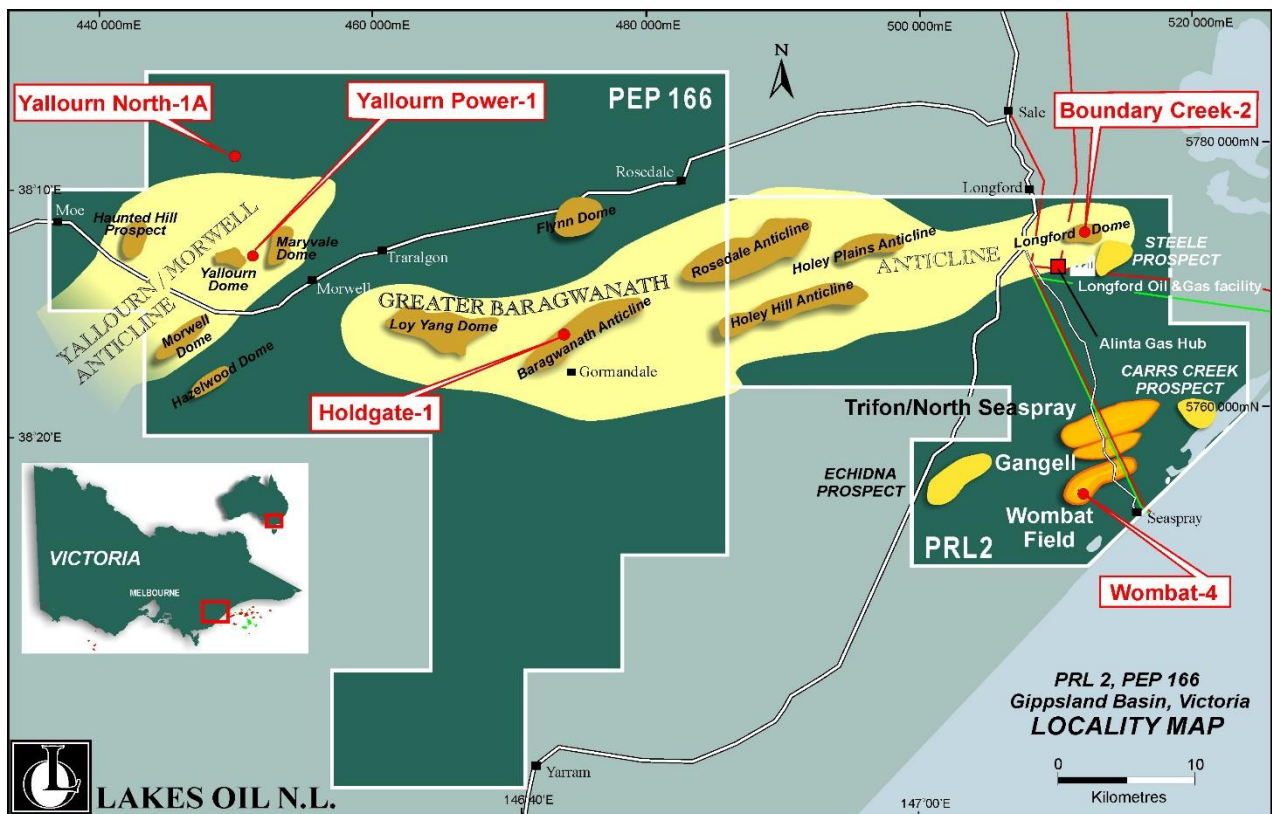 440 000mE
460 000mE
480 000mE
500 000mE
520 000mE
N
Yallourn North-1A
Yallourn Power-1
PEP 166
Boundary Creek-2
Sale
5780 000mN
Rosedale
Longford
38°10'E
Moe
Haunted Hill
Prospect
Flynn Dome
Maryvale
Dome
Yallourn
Dome
Traralgon
Morwell
YALLOURN / MORWELL
ANTICLINE
Morwell
Dome
Hazelwood Dome
Rosedale Anticline
Holey Plains Anticline
ANTICLINE
Longford Dome
STEELE
PROSPECT
Longford Oil &Gas facility
GREATER BARAGWANATH
Loy Yang Dome
Baragwanath Anticline
Holey Hill Anticline
Gormandale
Alinta Gas Hub
CARRS CREEK
PROSPECT
Holdgate-1
Trifon/North Seaspray
5760 000mN
38°20'E
ECHIDNA
PROSPECT
Gangell
Wombat
Field
Seaspray
PRL2
Wombat-4
VICTORIA
MELBOURNE
PRL 2, PEP 166
Gippsland Basin, Victoria
LOCALITY MAP
0 10
Kilometres
Yarram
146°40'E
147°00'E
LAKES OIL N.L.